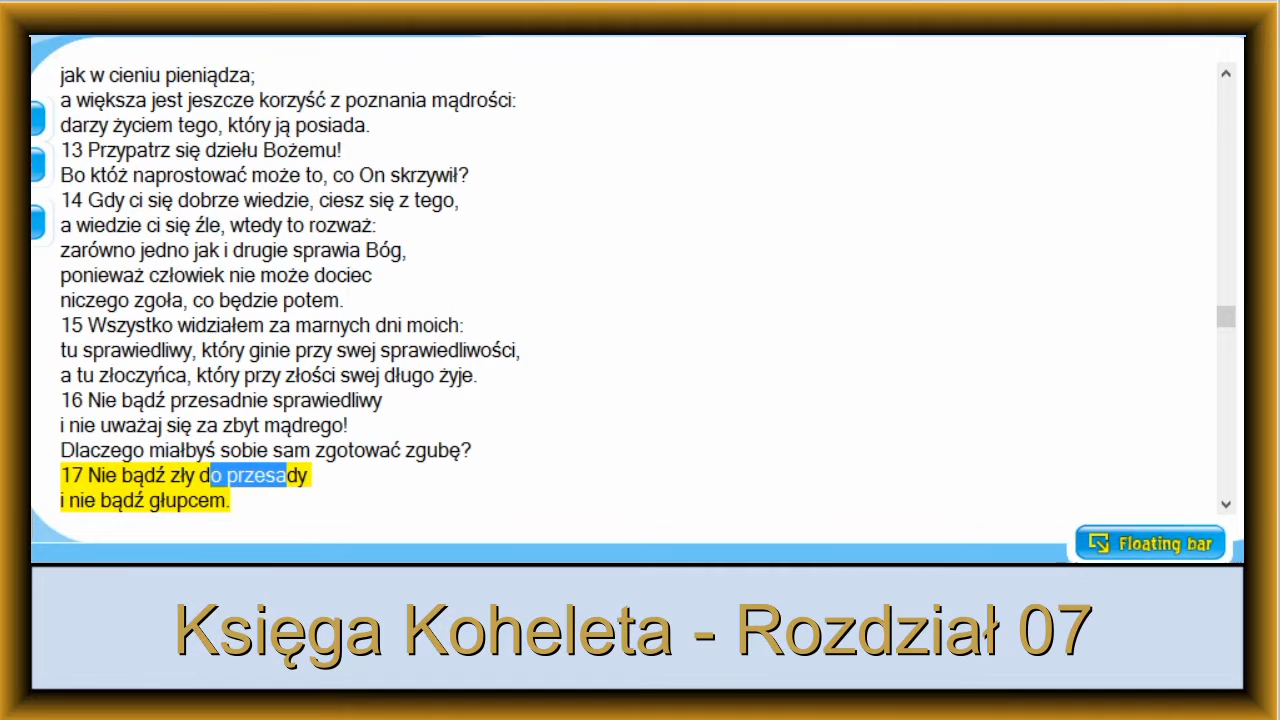 jak w cieniu pieniądza;
a większa jest jeszcze korzyść z poznania mądrości:
darzy życiem tego, który ją posiada.
13 Przypatrz się dziełu Bożemu!
Bo któż naprostować może to, co On skrzywił?
14 Gdy ci się dobrze wiedzie, ciesz się z tego,
a wiedzie ci się źle, wtedy to rozważ:
zarówno jedno jak i drugie sprawia Bóg,
ponieważ człowiek nie może dociec
niczego zgoła, co będzie potem.
15 Wszystko widziałem za marnych dni moich:
tu sprawiedliwy, który ginie przy swej sprawiedliwości,
a tu złoczyńca, który przy złości swej długo żyje.
16 Nie bądź przesadnie sprawiedliwy
i nie uważaj się za zbyt mądrego!
Dlaczego miałbyś sobie sam zgotować zgubę?
17 Nie bądź zły do przesady
i nie bądź głupcem.
Floating bar
Księga Koheleta - Rozdział 07